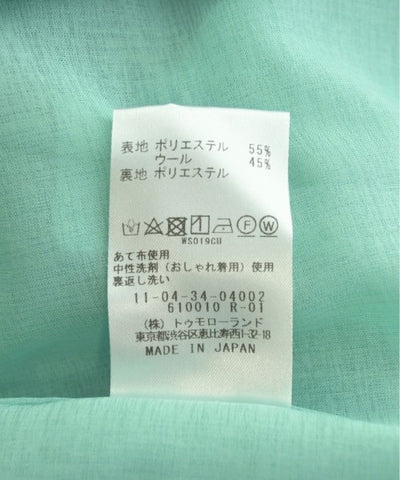 表地 ポリエステル 55%
ウール 45%
裏地 ポリエステル
WS019CU
あて布使用
中性洗剤(おしゃれ着用)使用
裏返し洗い
11-04-34-04002
610010 R-01
(株) トゥモローランド
東京都渋谷区恵比寿西1-32-18
MADE IN JAPAN